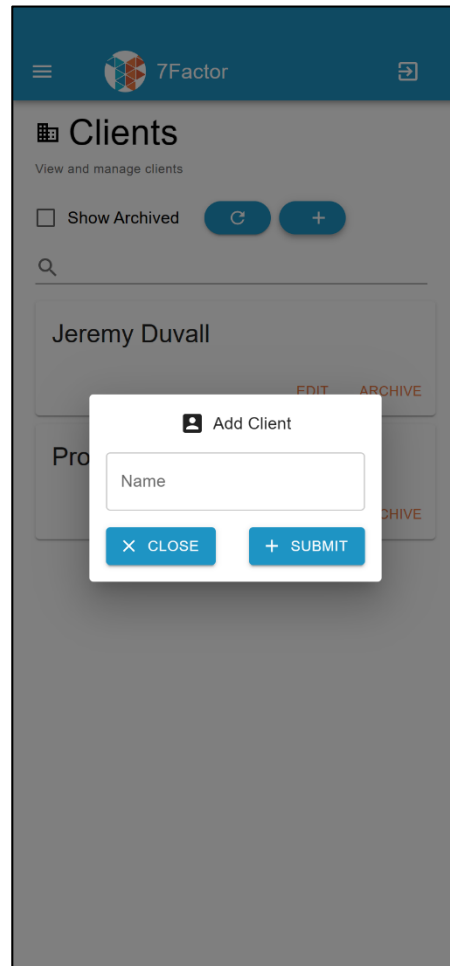 7Factor
Clients
View and manage clients
Show Archived
Jeremy Duvall
EDIT ARCHIVE
Add Client
Pro
Name
CHIVE
CLOSE
SUBMIT